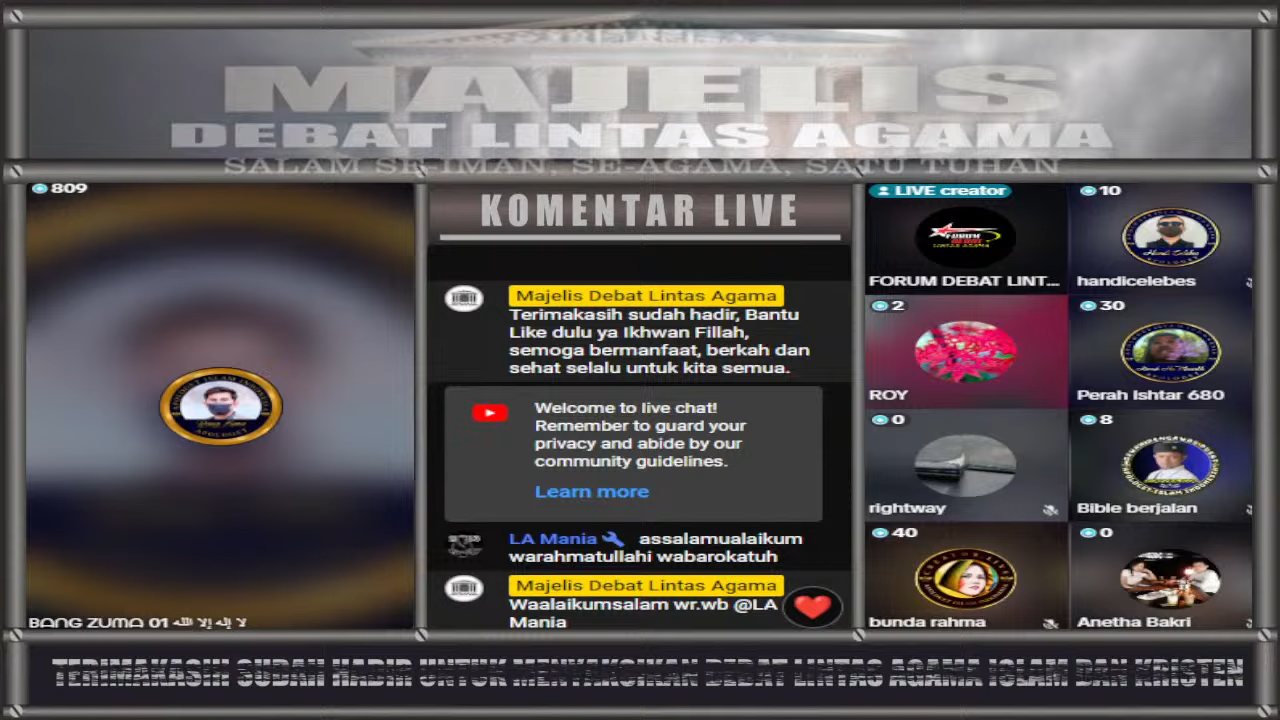 MAJELIS
DEBAT LINTAS AGAMA
SALAM SE-IMAN, SE-AGAMA, SATU TUHAN
809
BANG ZUMA 01 لا إله إلا الله
KOMENTAR LIVE
Majelis Debat Lintas Agama
Terimakasih sudah hadir, Bantu
Like dulu ya Ikhwan Fillah,
semoga bermanfaat, berkah dan
sehat selalu untuk kita semua.
Welcome to live chat!
Remember to guard your
privacy and abide by our
community guidelines.
Learn more
LA Mania assalamualaikum
warahmatullahi wabarokatuh
Majelis Debat Lintas Agama
Waalaikumsalam wr.wb @LA
Mania
LIVE creator
FORUM DEBAT LINT...
10
handicelebes
2
ROY
30
Perah Ishtar 680
0
rightway
8
Bible berjalan
40
bunda rahma
0
Anetha Bakri
TERIMAKASIH SUDAH HADIR UNTUK MENYAKSIKAN DEBAT LINTAS AGAMA ISLAM DAN KRISTEN